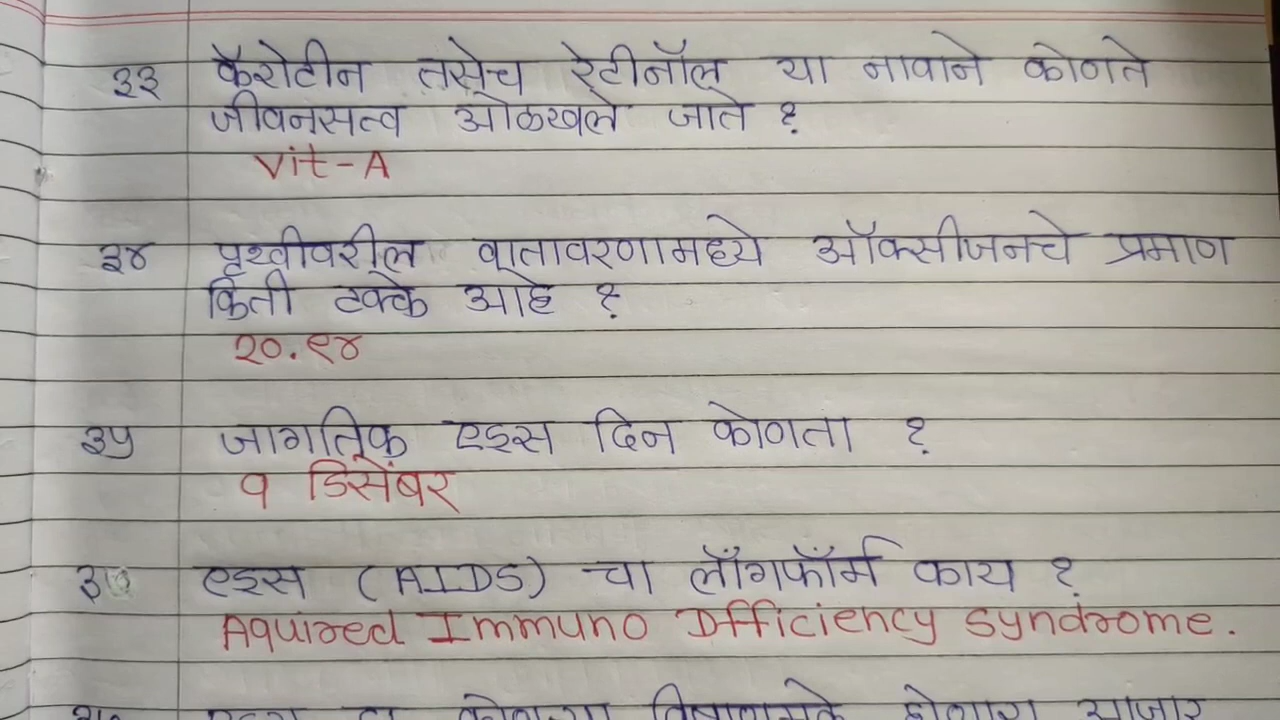 ३३ कॅरोटीन तसेच रेटीनॉल या नावाने कोणते
जीवनसत्व ओळखले जाते ?
Vit-A
३४ पृथ्वीवरील वातावरणामध्ये ऑक्सीजनचे प्रमाण
किती टक्के आहे ?
२०.९४
३५ जागतिक एड्स दिन कोणता ?
१ डिसेंबर
एड्स (AIDS) चा लाँगफॉर्म काय ?
Aquired Immuno Dfficiency Syndrome.